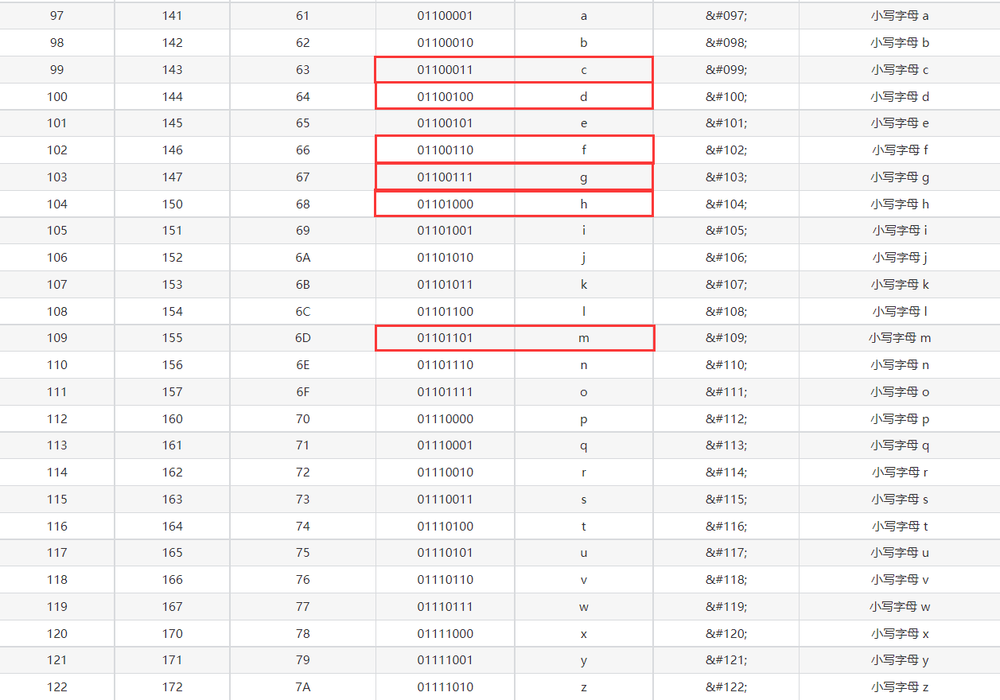 97 141 61 01100001 a &#097; 小写字母 a
98 142 62 01100010 b &#098; 小写字母 b
99 143 63 01100011 c &#099; 小写字母 c
100 144 64 01100100 d &#100; 小写字母 d
101 145 65 01100101 e &#101; 小写字母 e
102 146 66 01100110 f &#102; 小写字母 f
103 147 67 01100111 g &#103; 小写字母 g
104 150 68 01101000 h &#104; 小写字母 h
105 151 69 01101001 i &#105; 小写字母 i
106 152 6A 01101010 j &#106; 小写字母 j
107 153 6B 01101011 k &#107; 小写字母 k
108 154 6C 01101100 l &#108; 小写字母 l
109 155 6D 01101101 m &#109; 小写字母 m
110 156 6E 01101110 n &#110; 小写字母 n
111 157 6F 01101111 o &#111; 小写字母 o
112 160 70 01110000 p &#112; 小写字母 p
113 161 71 01110001 q &#113; 小写字母 q
114 162 72 01110010 r &#114; 小写字母 r
115 163 73 01110011 s &#115; 小写字母 s
116 164 74 01110100 t &#116; 小写字母 t
117 165 75 01110101 u &#117; 小写字母 u
118 166 76 01110110 v &#118; 小写字母 v
119 167 77 01110111 w &#119; 小写字母 w
120 170 78 01111000 x &#120; 小写字母 x
121 171 79 01111001 y &#121; 小写字母 y
122 172 7A 01111010 z &#122; 小写字母 z